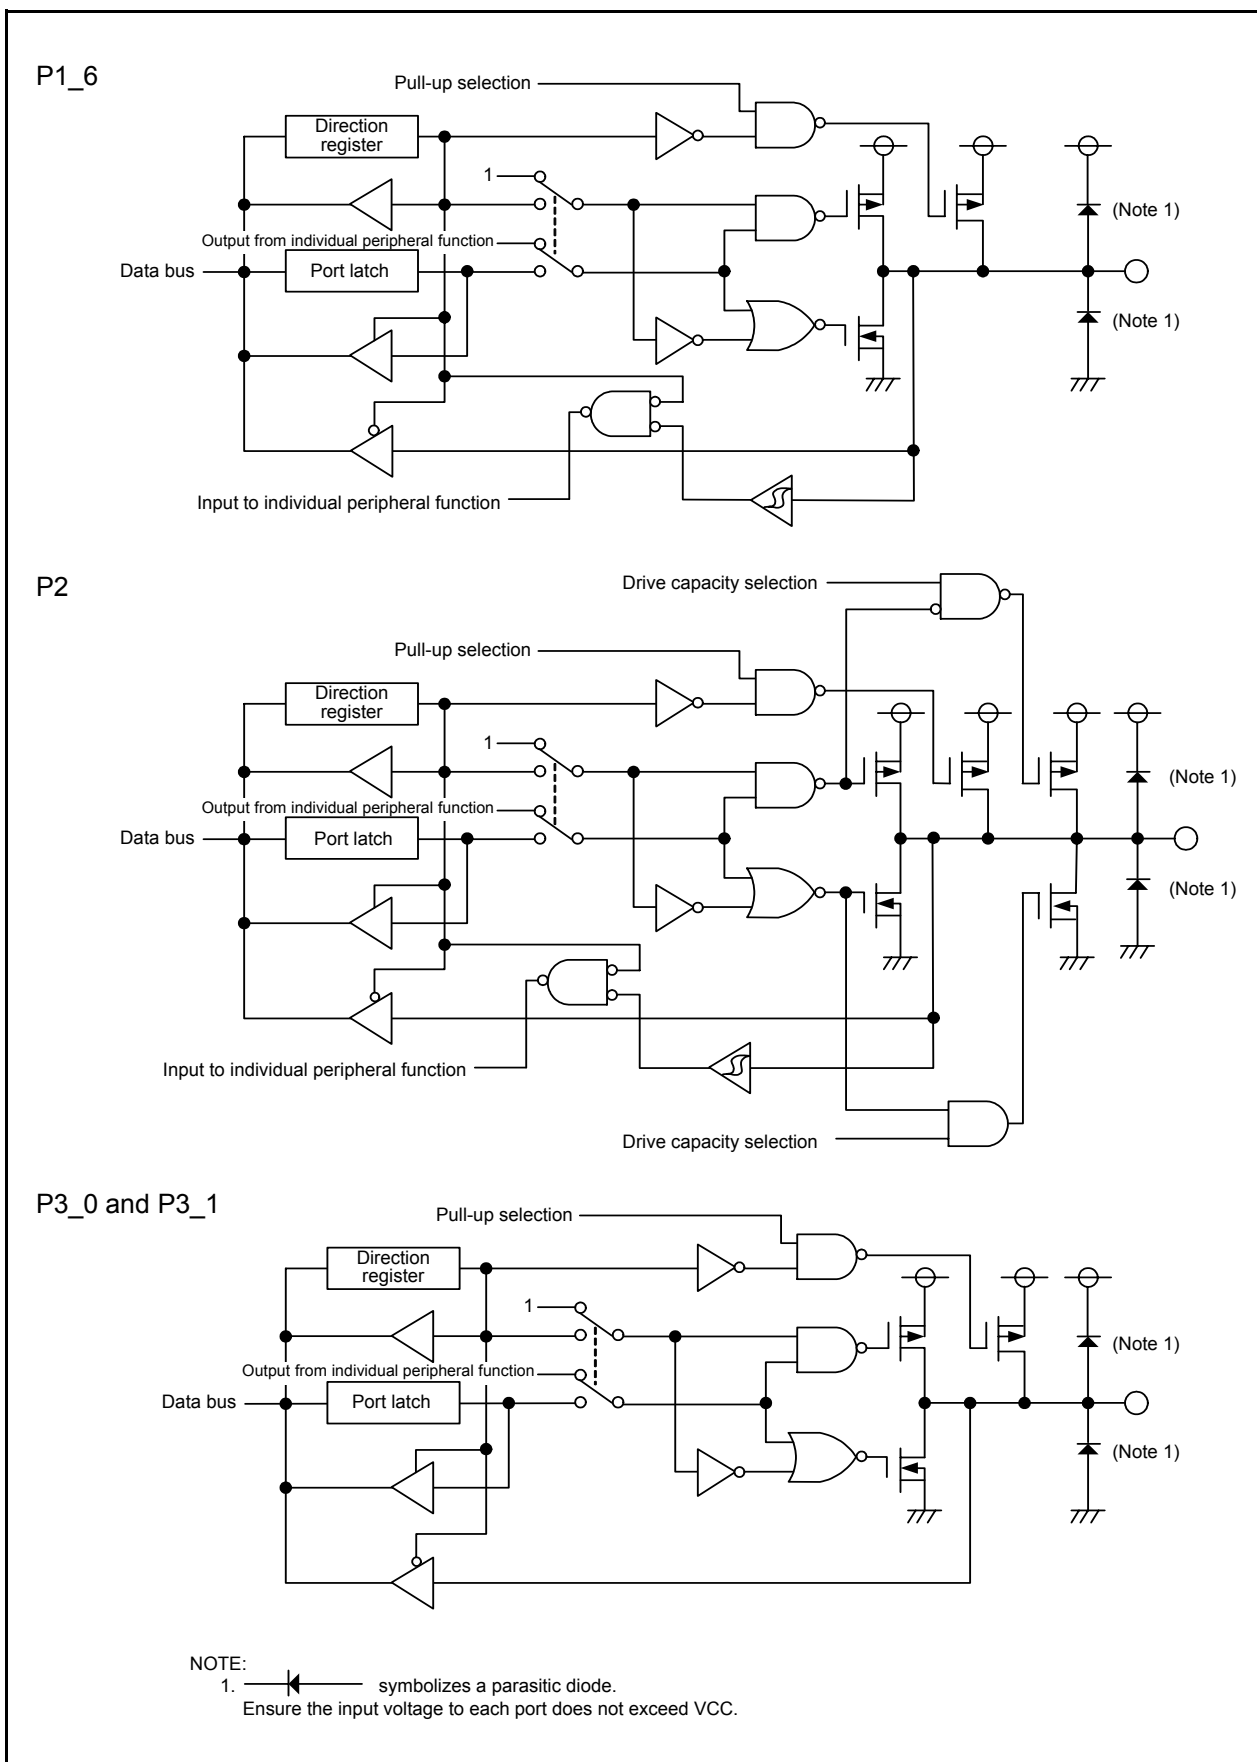 P1_6
Pull-up selection
Direction
register
1
Output from individual peripheral function
Data bus
Port latch
(Note 1)
(Note 1)
Input to individual peripheral function
P2
Drive capacity selection
Pull-up selection
Direction
register
1
Output from individual peripheral function
Data bus
Port latch
(Note 1)
(Note 1)
Input to individual peripheral function
Drive capacity selection
P3_0 and P3_1
Pull-up selection
Direction
register
1
Output from individual peripheral function
Data bus
Port latch
(Note 1)
(Note 1)
NOTE:
1. symbolizes a parasitic diode.
Ensure the input voltage to each port does not exceed VCC.